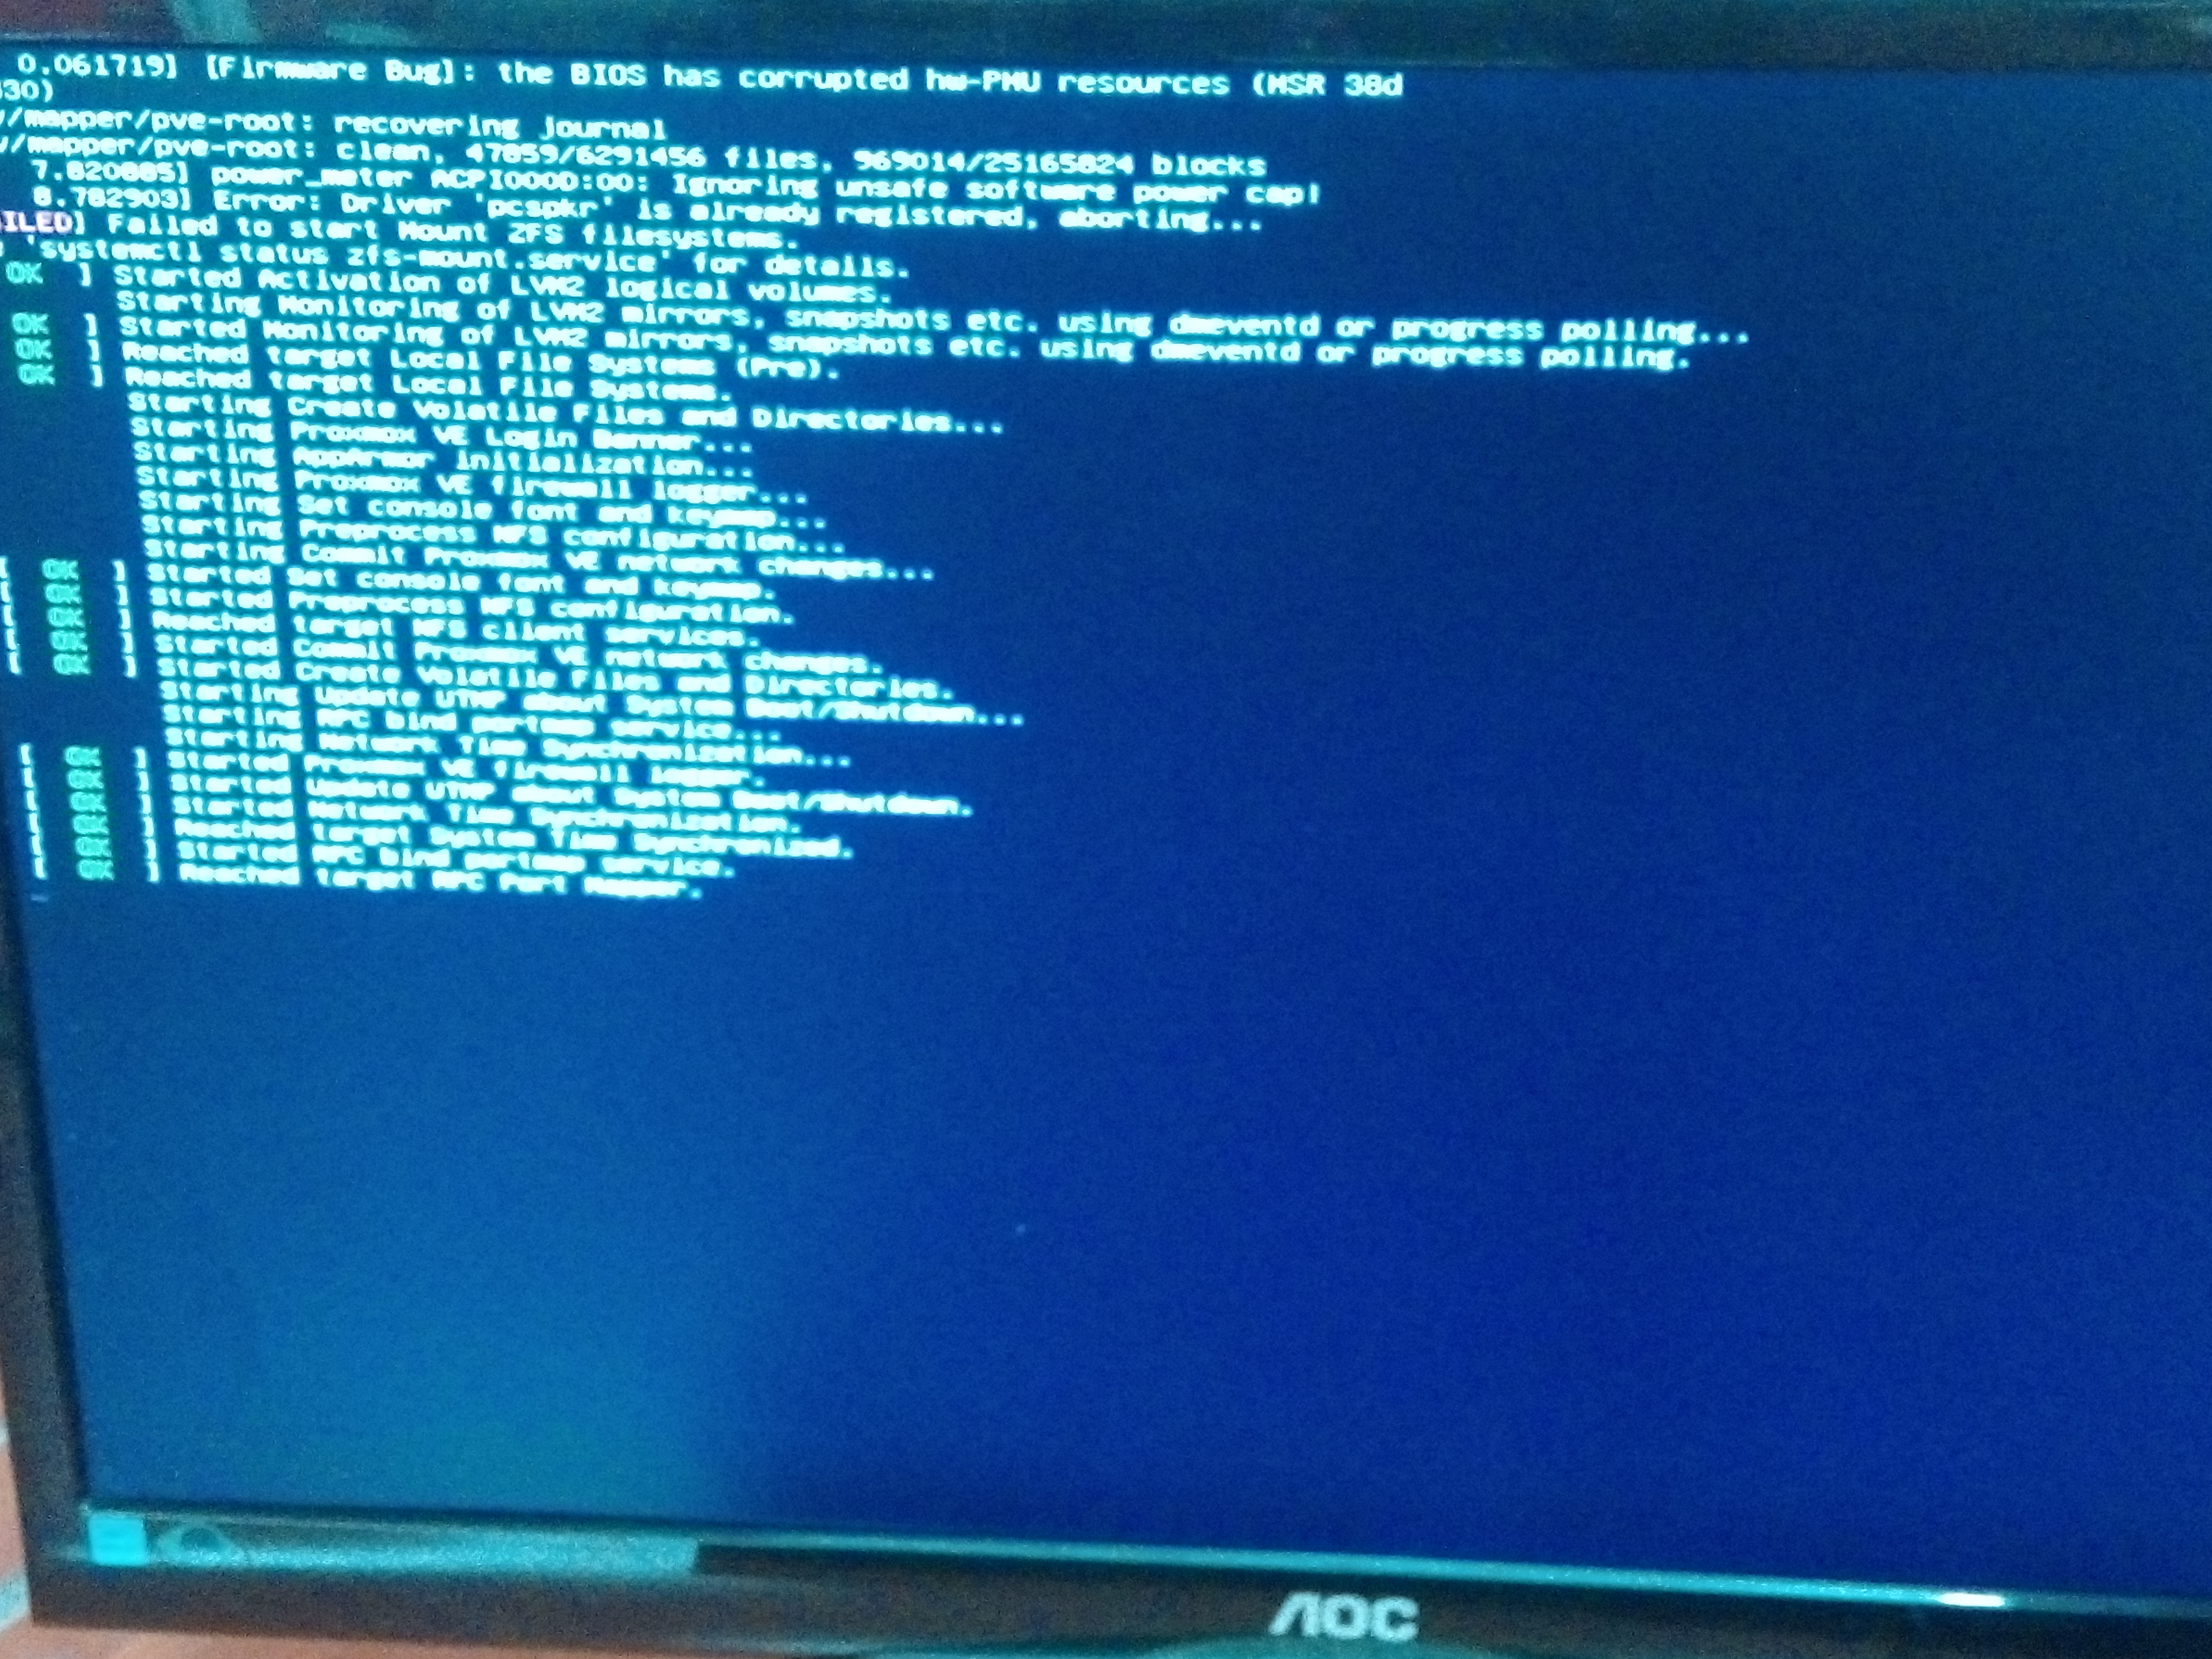 0.061719] [Firmware Bug]: the BIOS has corrupted hw-PMU resources (MSR 38d
30)
/mapper/pve-root: recovering journal
/mapper/pve-root: clean, 47859/6291456 files, 969014/25165824 blocks
7.820885] power_meter ACPI000D:00: Ignoring unsafe software power cap!
8.782903] Error: Driver 'pcspkr' is already registered, aborting...
AILED] Failed to start Mount ZFS filesystems.
'systemctl status zfs-mount.service' for details.
OK ] Started Activation of LVM2 logical volumes.
Starting Monitoring of LVM2 mirrors, snapshots etc. using dmeventd or progress polling...
OK ] Started Monitoring of LVM2 mirrors, snapshots etc. using dmeventd or progress polling.
OK ] Reached target Local File Systems (Pre).
OK ] Reached target Local File Systems.
Starting Create Volatile Files and Directories...
Starting Proxmox VE Login Banner...
Starting AppArmor initialization...
Starting Proxmox VE firewall logger...
Starting Set console font and keymap...
Starting Preprocess NFS configuration...
Starting Commit Proxmox VE network changes...
[ OK ] Started Set console font and keymap.
[ OK ] Started Preprocess NFS configuration.
[ OK ] Reached target NFS client services.
[ OK ] Started Commit Proxmox VE network changes.
[ OK ] Started Create Volatile Files and Directories.
Starting Update UTMP about System Boot/Shutdown...
Starting RPC bind portmap service...
Starting Network Time Synchronization...
[ OK ] Started Proxmox VE firewall logger.
[ OK ] Started Update UTMP about System Boot/Shutdown.
[ OK ] Started Network Time Synchronization.
[ OK ] Reached target System Time Synchronized.
[ OK ] Started RPC bind portmap service.
[ OK ] Reached target RPC Port Mapper.
AOC